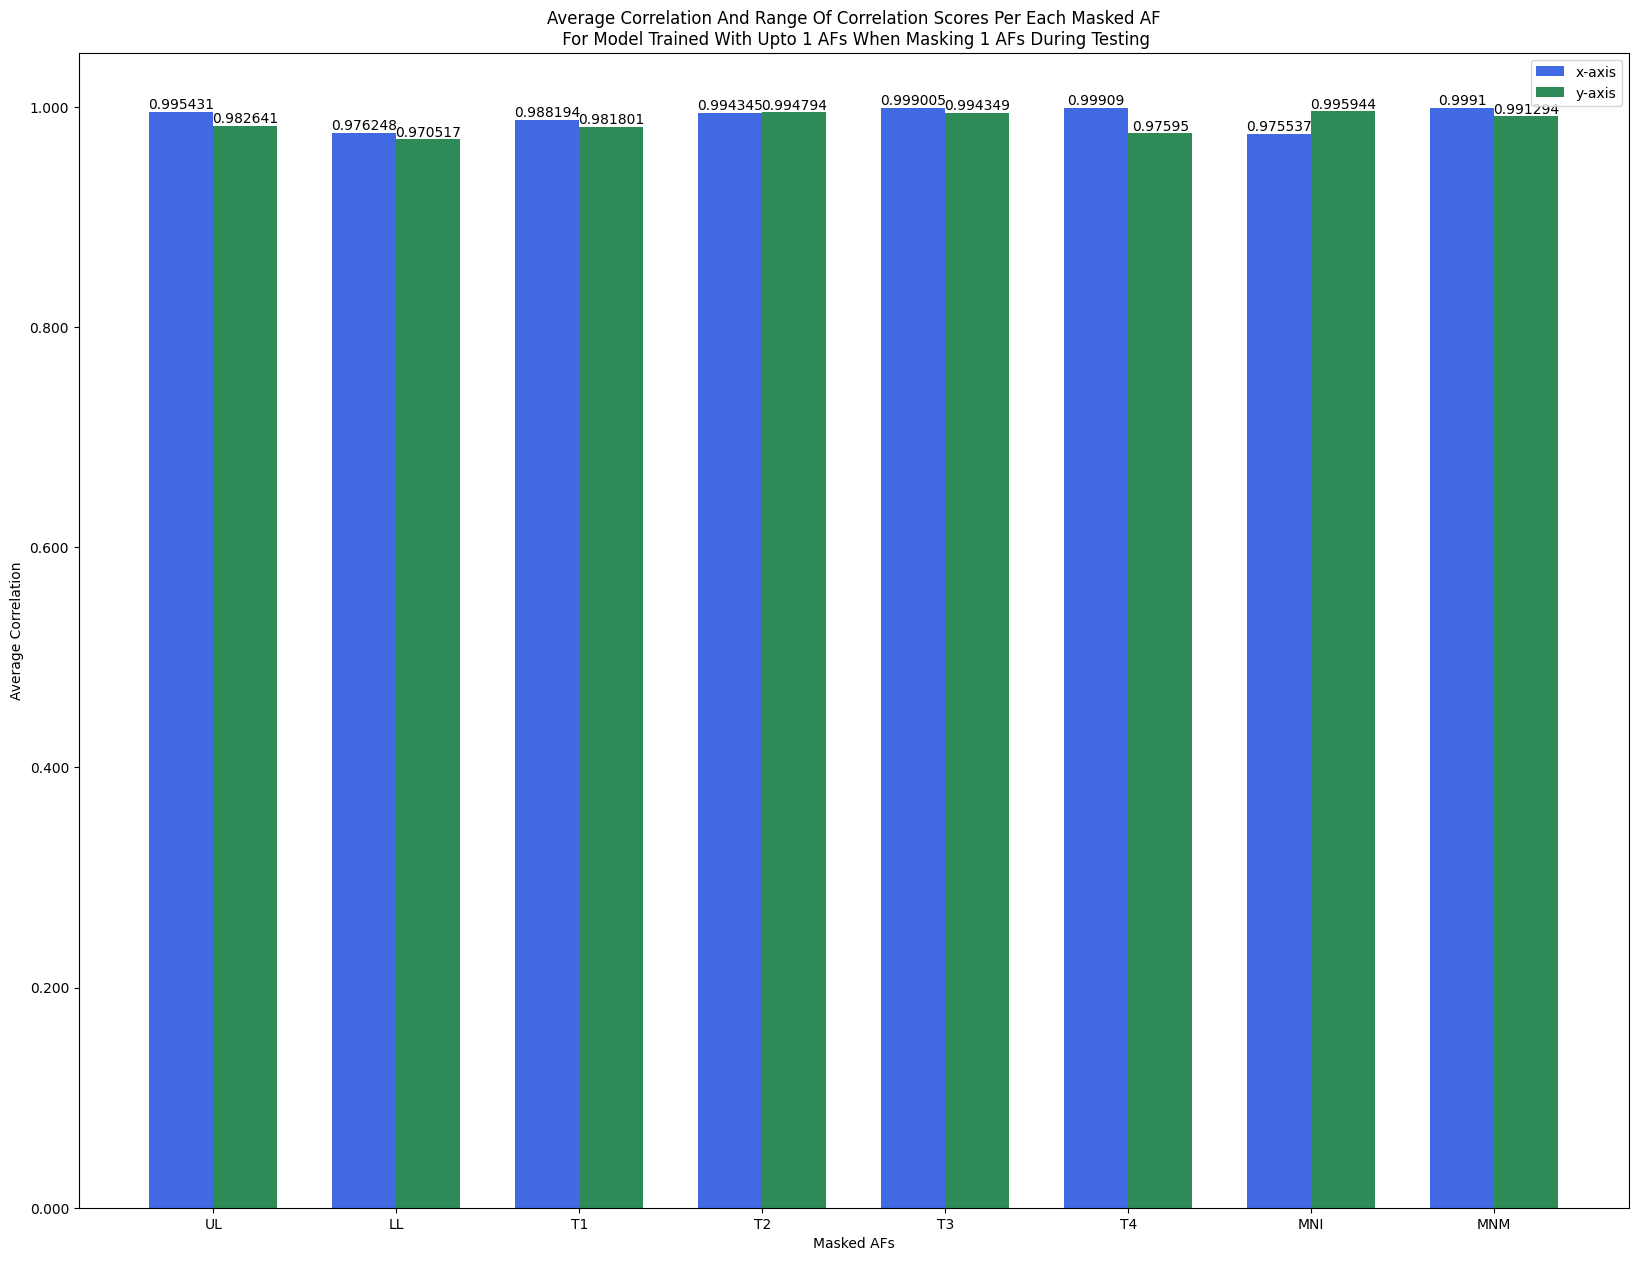 Average Correlation And Range Of Correlation Scores Per Each Masked AF
For Model Trained With Upto 1 AFs When Masking 1 AFs During Testing
x-axis
y-axis
Average Correlation
1.000
0.800
0.600
0.400
0.200
0.000
0.995431
0.982641
0.976248
0.970517
0.988194
0.981801
0.994345
0.994794
0.999005
0.994349
0.99909
0.97595
0.975537
0.995944
0.9991
0.991294
UL
LL
T1
T2
T3
T4
MNI
MNM
Masked AFs